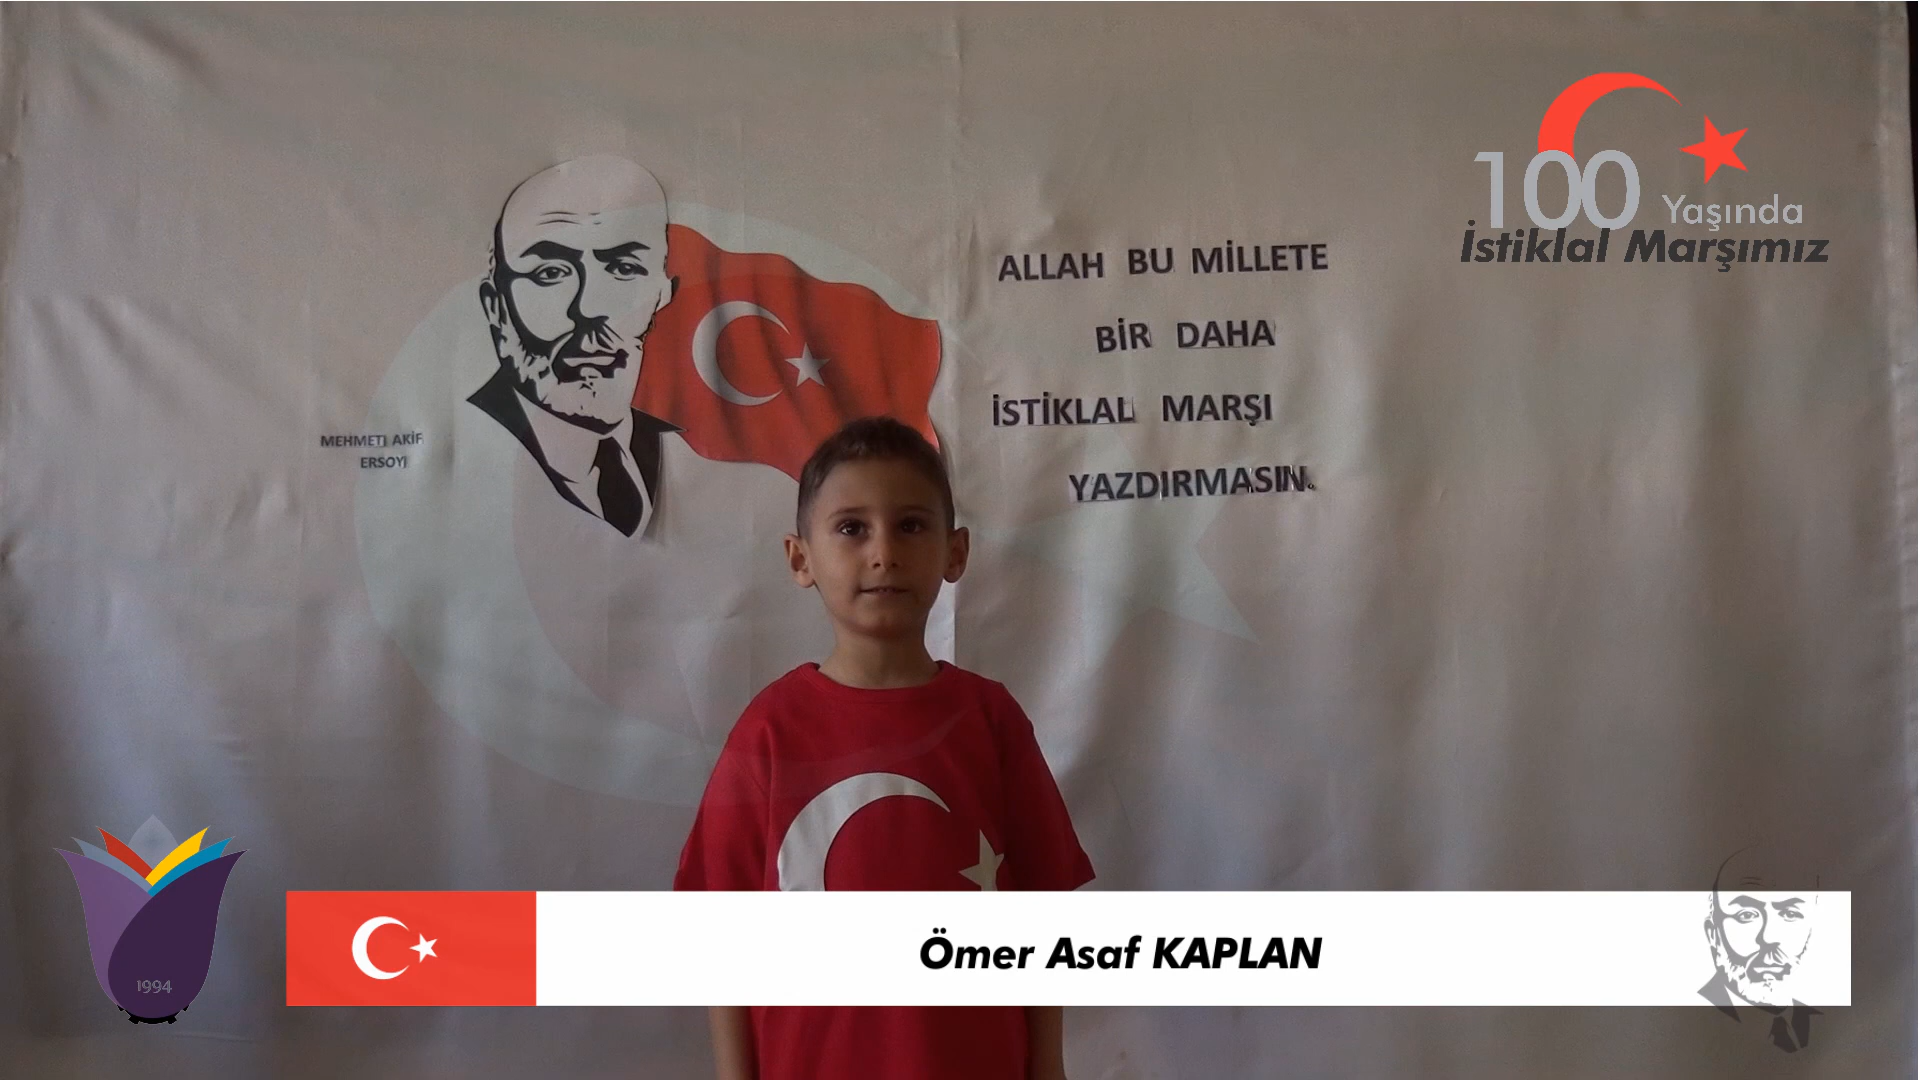 100 Yaşında
İstiklal Marşımız
ALLAH BU MİLLETE
BİR DAHA
İSTİKLAL MARŞI
YAZDIRMASIN.
MEHMET AKİF
ERSOY
1994
Ömer Asaf KAPLAN